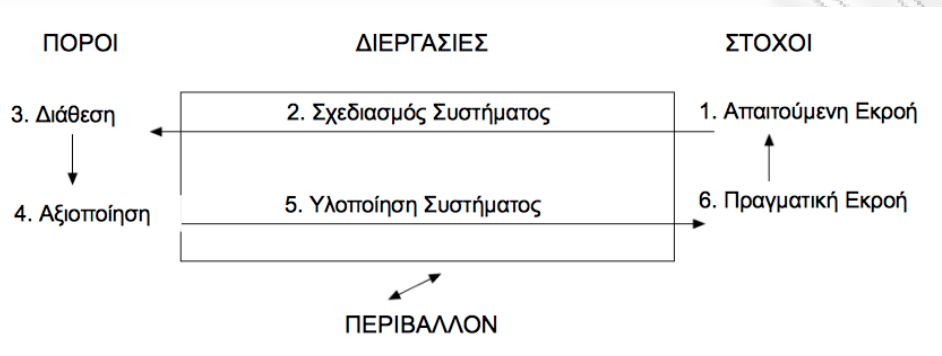 ΠΟΡΟΙ ΔΙΕΡΓΑΣΙΕΣ ΣΤΟΧΟΙ
3. Διάθεση 2. Σχεδιασμός Συστήματος 1. Απαιτούμενη Εκροή
4. Αξιοποίηση 5. Υλοποίηση Συστήματος 6. Πραγματική Εκροή
ΠΕΡΙΒΑΛΛΟΝ